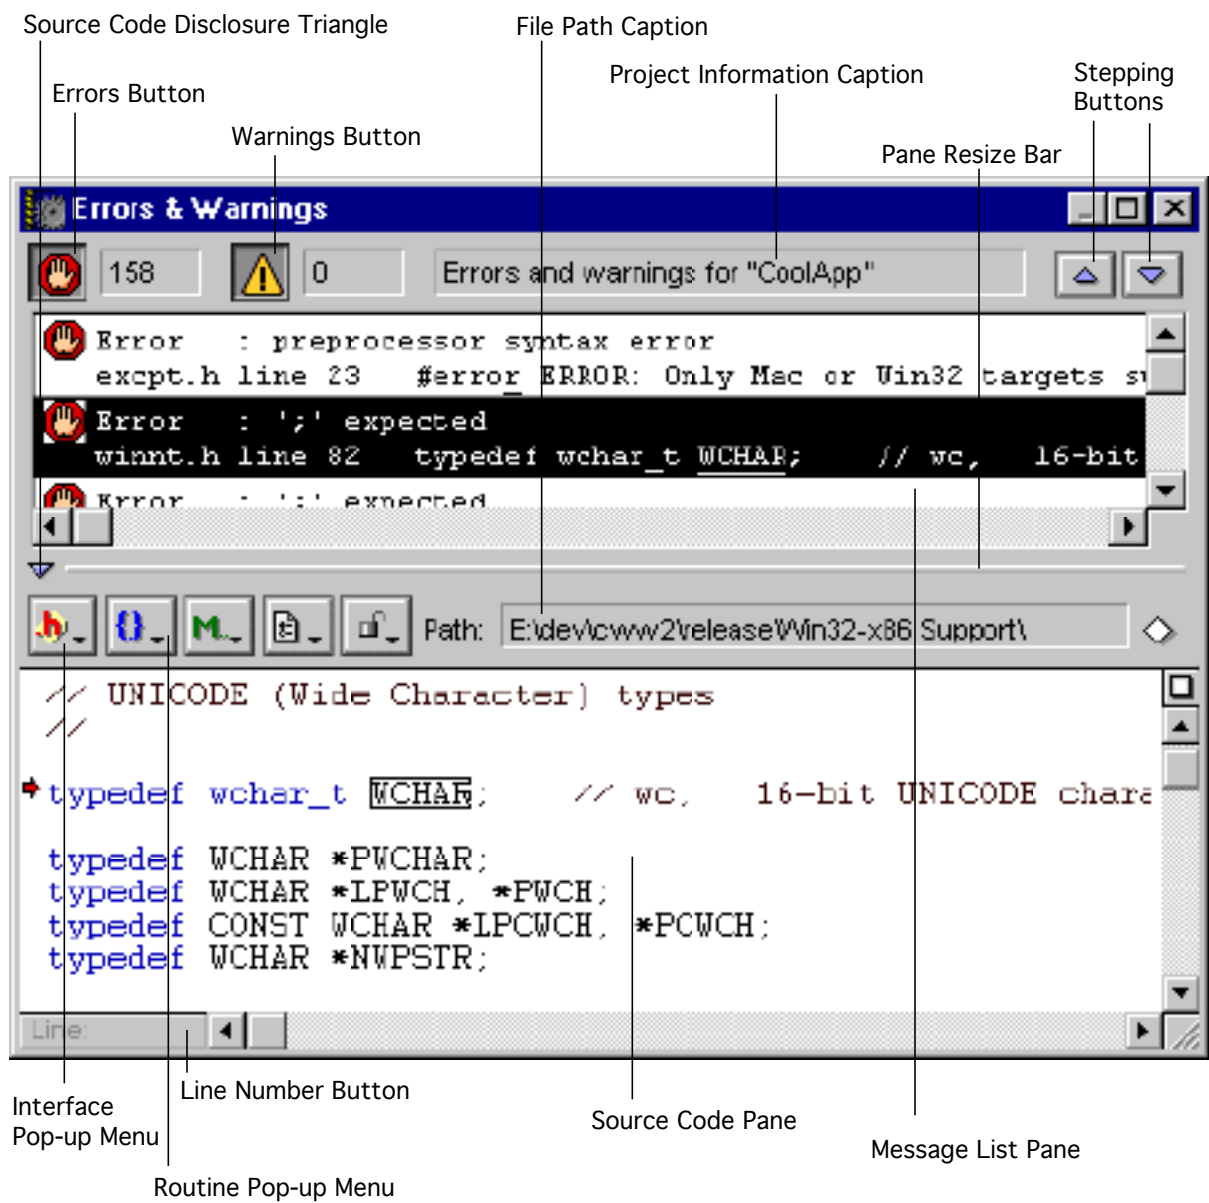 Source Code Disclosure Triangle
File Path Caption
Project Information Caption
Stepping
Buttons
Errors Button
Warnings Button
Pane Resize Bar
Errors & Warnings
158
0
Errors and warnings for "CoolApp"
Error : preprocessor syntax error
excpt.h line 23 #error ERROR: Only Mac or Win32 targets su
Error : ';' expected
winnt.h line 82 typedef wchar_t WCHAR; // wc, 16-bit
Error : ';' expected
h
{}
M
Path: E:\dev\cww2\release\Win32-x86 Support\
// UNICODE (Wide Character) types
//
typedef wchar_t WCHAR; // wc, 16-bit UNICODE chara
typedef WCHAR *PWCHAR;
typedef WCHAR *LPWCH, *PWCH;
typedef CONST WCHAR *LPCWCH, *PCWCH;
typedef WCHAR *NWPSTR;
Line:
Interface
Pop-up Menu
Line Number Button
Source Code Pane
Message List Pane
Routine Pop-up Menu